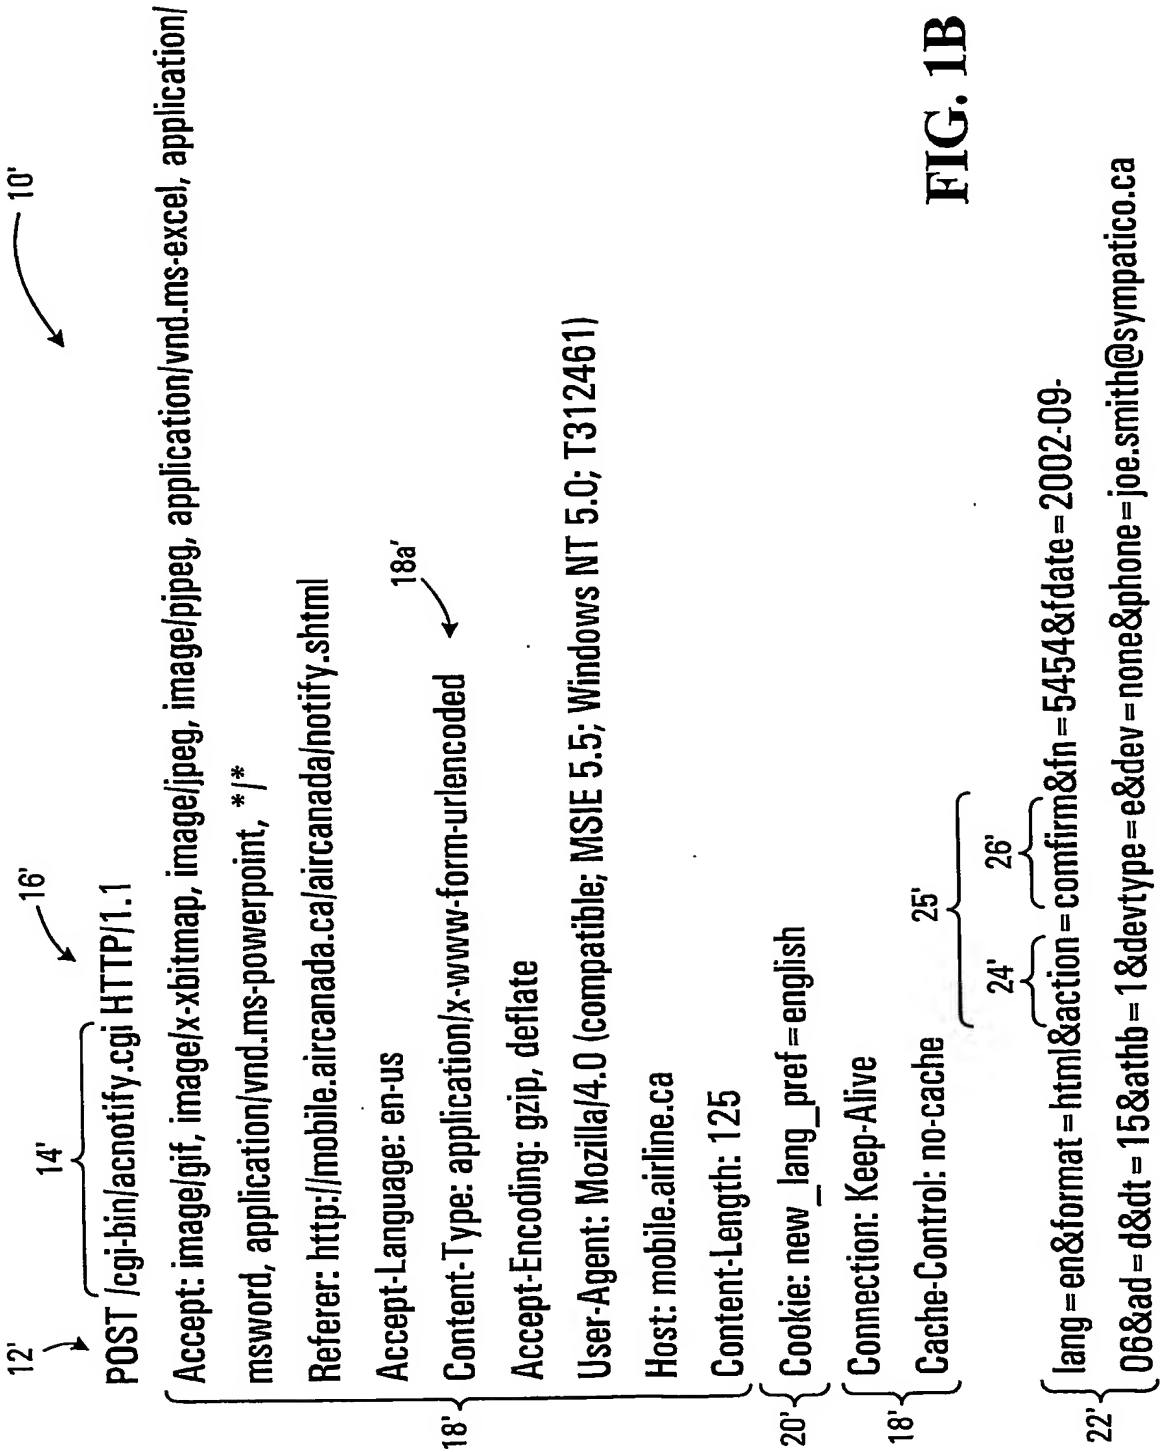 10'
12'
14'
16'
POST /cgi-bin/acnotify.cgi HTTP/1.1
Accept: image/gif, image/x-xbitmap, image/jpeg, image/pjpeg, application/vnd.ms-excel, application/
msword, application/vnd.ms-powerpoint, */*
Referer: http://mobile.aircanada.ca/aircanada/notify.shtml
Accept-Language: en-us
18a'
Content-Type: application/x-www-form-urlencoded
Accept-Encoding: gzip, deflate
User-Agent: Mozilla/4.0 (compatible; MSIE 5.5; Windows NT 5.0; T312461)
Host: mobile.airline.ca
Content-Length: 125
18'
20'
Cookie: new_lang_pref=english
18'
Connection: Keep-Alive
Cache-Control: no-cache
25'
24'
26'
22'
lang=en&format=html&action=comfirm&fn=5454&fdate=2002-09-
06&ad=d&dt=15&athb=1&devtype=e&dev=none&phone=joe.smith@sympatico.ca
FIG. 1B